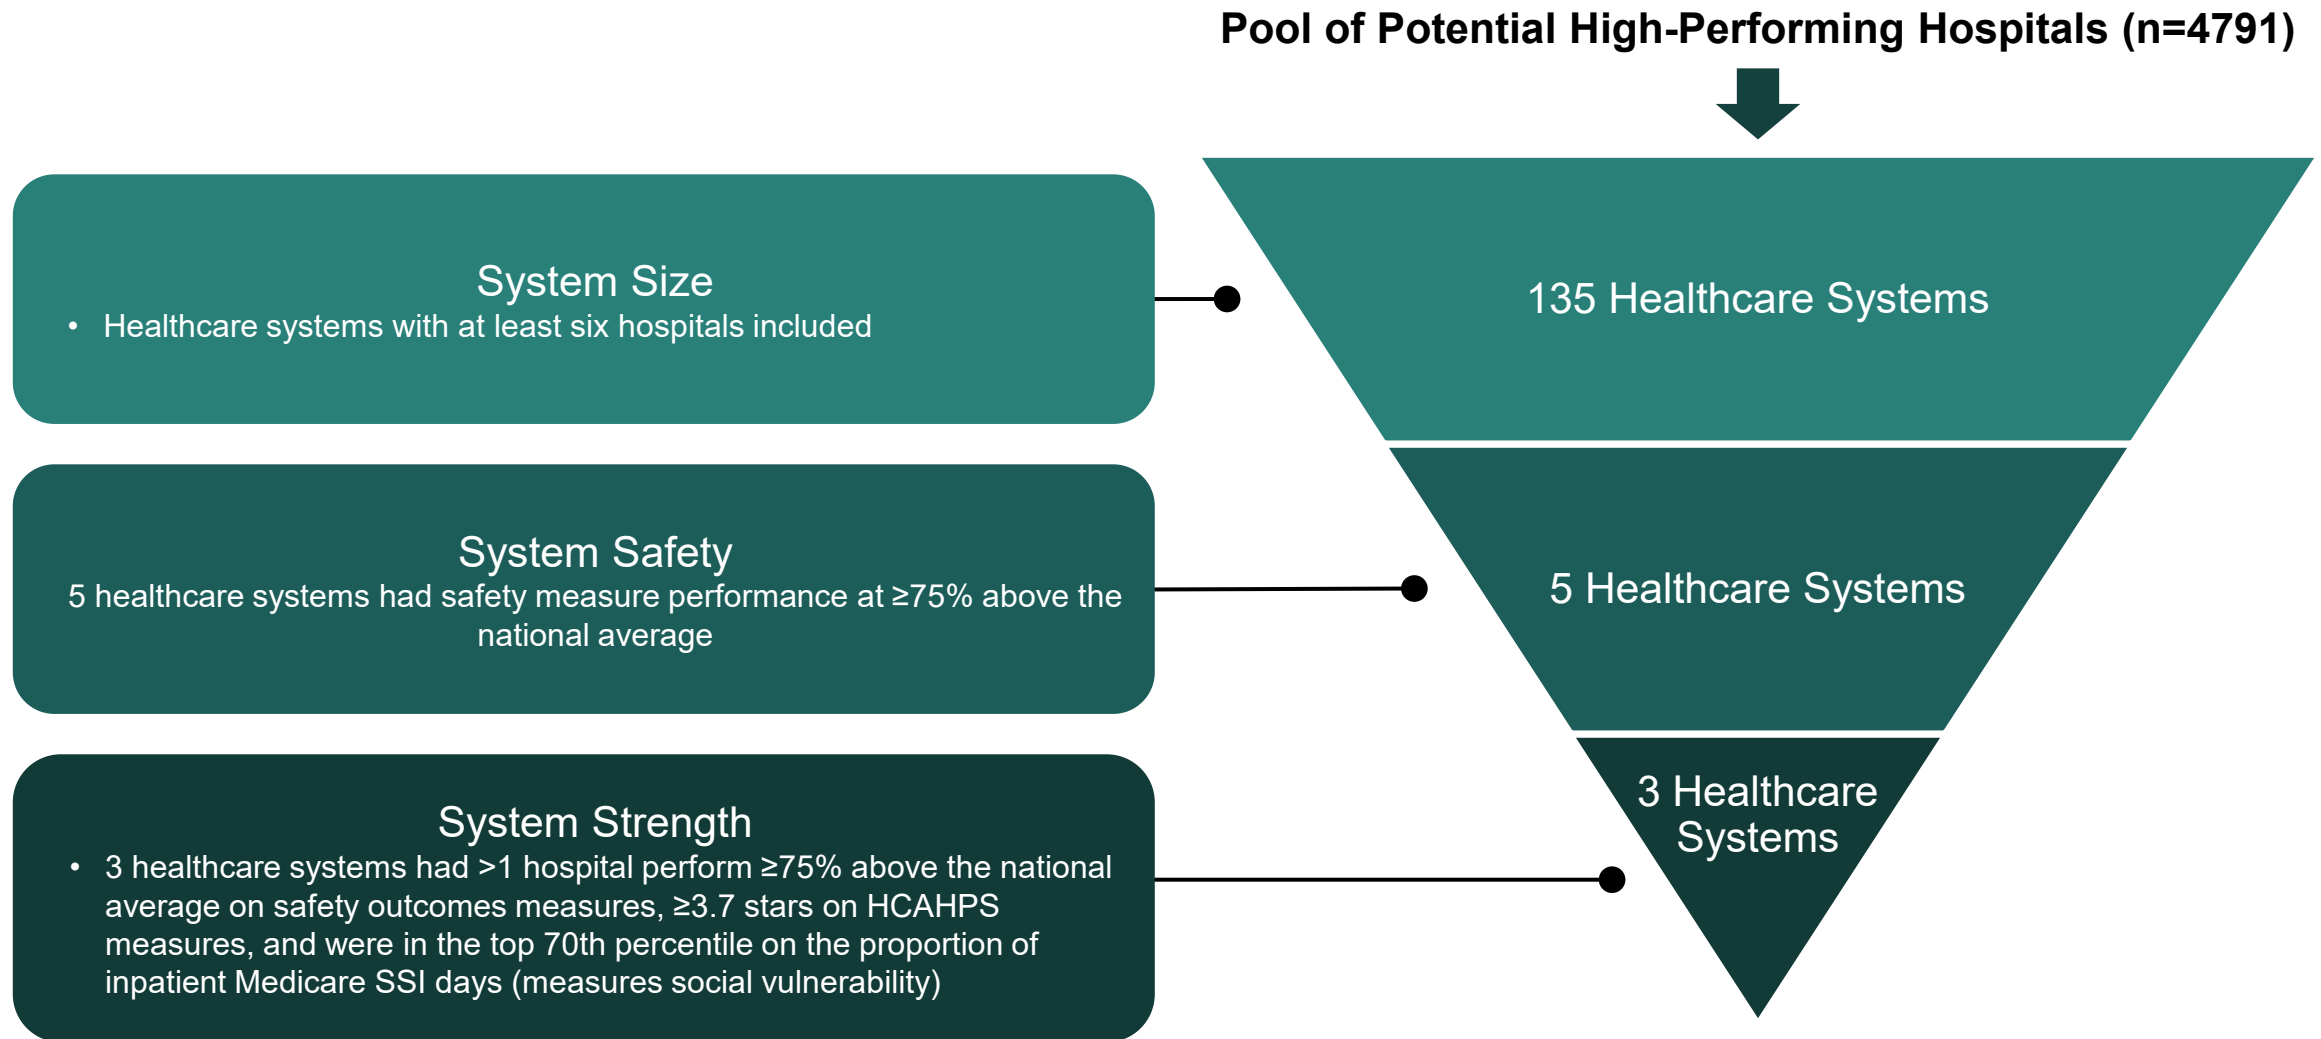 Pool of Potential High-Performing Hospitals (n=4791)
System Size
• Healthcare systems with at least six hospitals included
135 Healthcare Systems
System Safety
5 healthcare systems had safety measure performance at ≥75% above the
national average
5 Healthcare Systems
System Strength
• 3 healthcare systems had >1 hospital perform ≥75% above the national
average on safety outcomes measures, ≥3.7 stars on HCAHPS
measures, and were in the top 70th percentile on the proportion of
inpatient Medicare SSI days (measures social vulnerability)
3 Healthcare
Systems